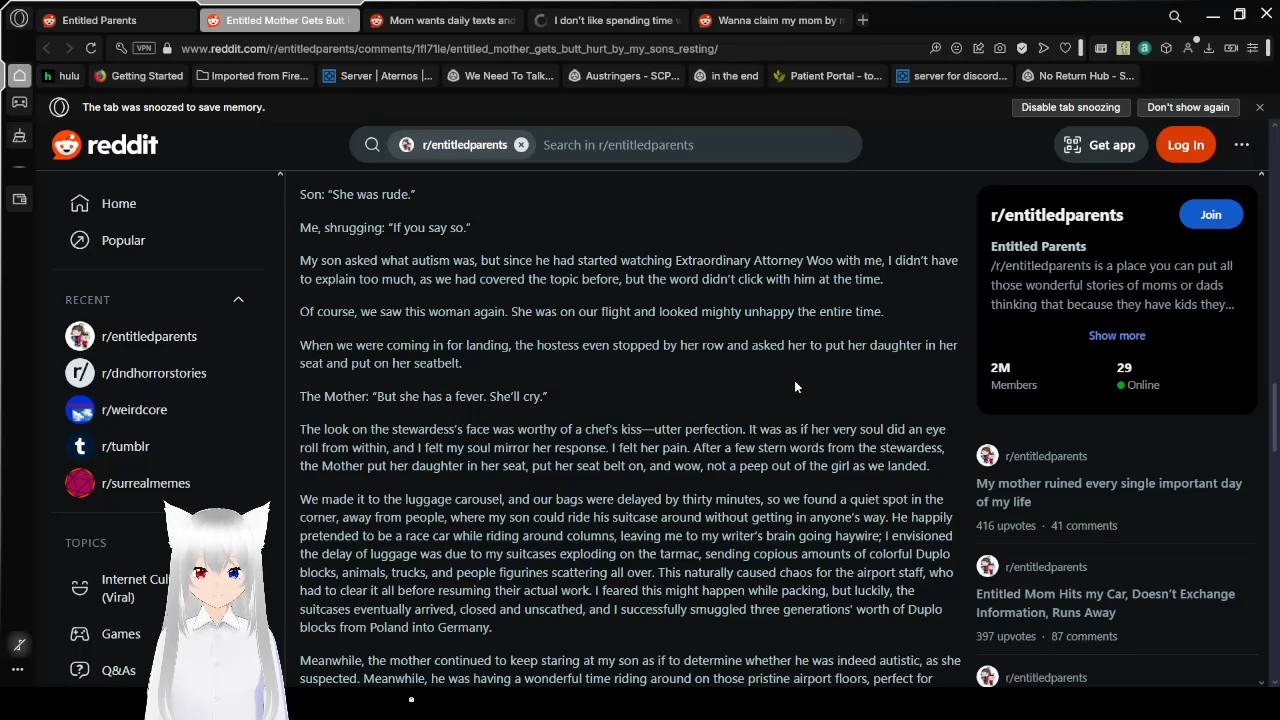 Entitled Parents
Entitled Mother Gets Butt
Mom wants daily texts and
I don't like spending time
Wanna claim my mom by
VPN
www.reddit.com/r/entitledparents/comments/1fl71le/entitled_mother_gets_butt_hurt_by_my_sons_resting/
hulu
Getting Started
Imported from Fire...
Server | Aternos |...
We Need To Talk...
Austringers - SCP...
in the end
Patient Portal - to...
server for discord...
No Return Hub - S...
The tab was snoozed to save memory.
Disable tab snoozing
Don't show again
reddit
r/entitledparents
Search in r/entitledparents
Get app
Log In
Home
Popular
RECENT
r/entitledparents
r/dndhorrorstories
r/weirdcore
r/tumblr
r/surrealmemes
TOPICS
Internet Cul
(Viral)
Games
Q&As
Son: “She was rude.”
Me, shrugging: “If you say so.”
My son asked what autism was, but since he had started watching Extraordinary Attorney Woo with me, I didn’t have
to explain too much, as we had covered the topic before, but the word didn’t click with him at the time.
Of course, we saw this woman again. She was on our flight and looked mighty unhappy the entire time.
When we were coming in for landing, the hostess even stopped by her row and asked her to put her daughter in her
seat and put on her seatbelt.
The Mother: “But she has a fever. She’ll cry.”
The look on the stewardess’s face was worthy of a chef’s kiss—utter perfection. It was as if her very soul did an eye
roll from within, and I felt my soul mirror her response. I felt her pain. After a few stern words from the stewardess,
the Mother put her daughter in her seat, put her seat belt on, and wow, not a peep out of the girl as we landed.
We made it to the luggage carousel, and our bags were delayed by thirty minutes, so we found a quiet spot in the
corner, away from people, where my son could ride his suitcase around without getting in anyone’s way. He happily
pretended to be a race car while riding around columns, leaving me to my writer’s brain going haywire; I envisioned
the delay of luggage was due to my suitcases exploding on the tarmac, sending copious amounts of colorful Duplo
blocks, animals, trucks, and people figurines scattering all over. This naturally caused chaos for the airport staff, who
had to clear it all before resuming their actual work. I feared this might happen while packing, but luckily, the
suitcases eventually arrived, closed and unscathed, and I successfully smuggled three generations’ worth of Duplo
blocks from Poland into Germany.
Meanwhile, the mother continued to keep staring at my son as if to determine whether he was indeed autistic, as she
suspected. Meanwhile, he was having a wonderful time riding around on those pristine airport floors, perfect for
r/entitledparents
Join
Entitled Parents
/r/entitledparents is a place you can put all
those wonderful stories of moms or dads
thinking that because they have kids they...
Show more
2M
Members
29
Online
r/entitledparents
My mother ruined every single important
day of my life
416 upvotes · 41 comments
r/entitledparents
Entitled Mom Hits my Car, Doesn’t Exchange
Information, Runs Away
397 upvotes · 87 comments
r/entitledparents